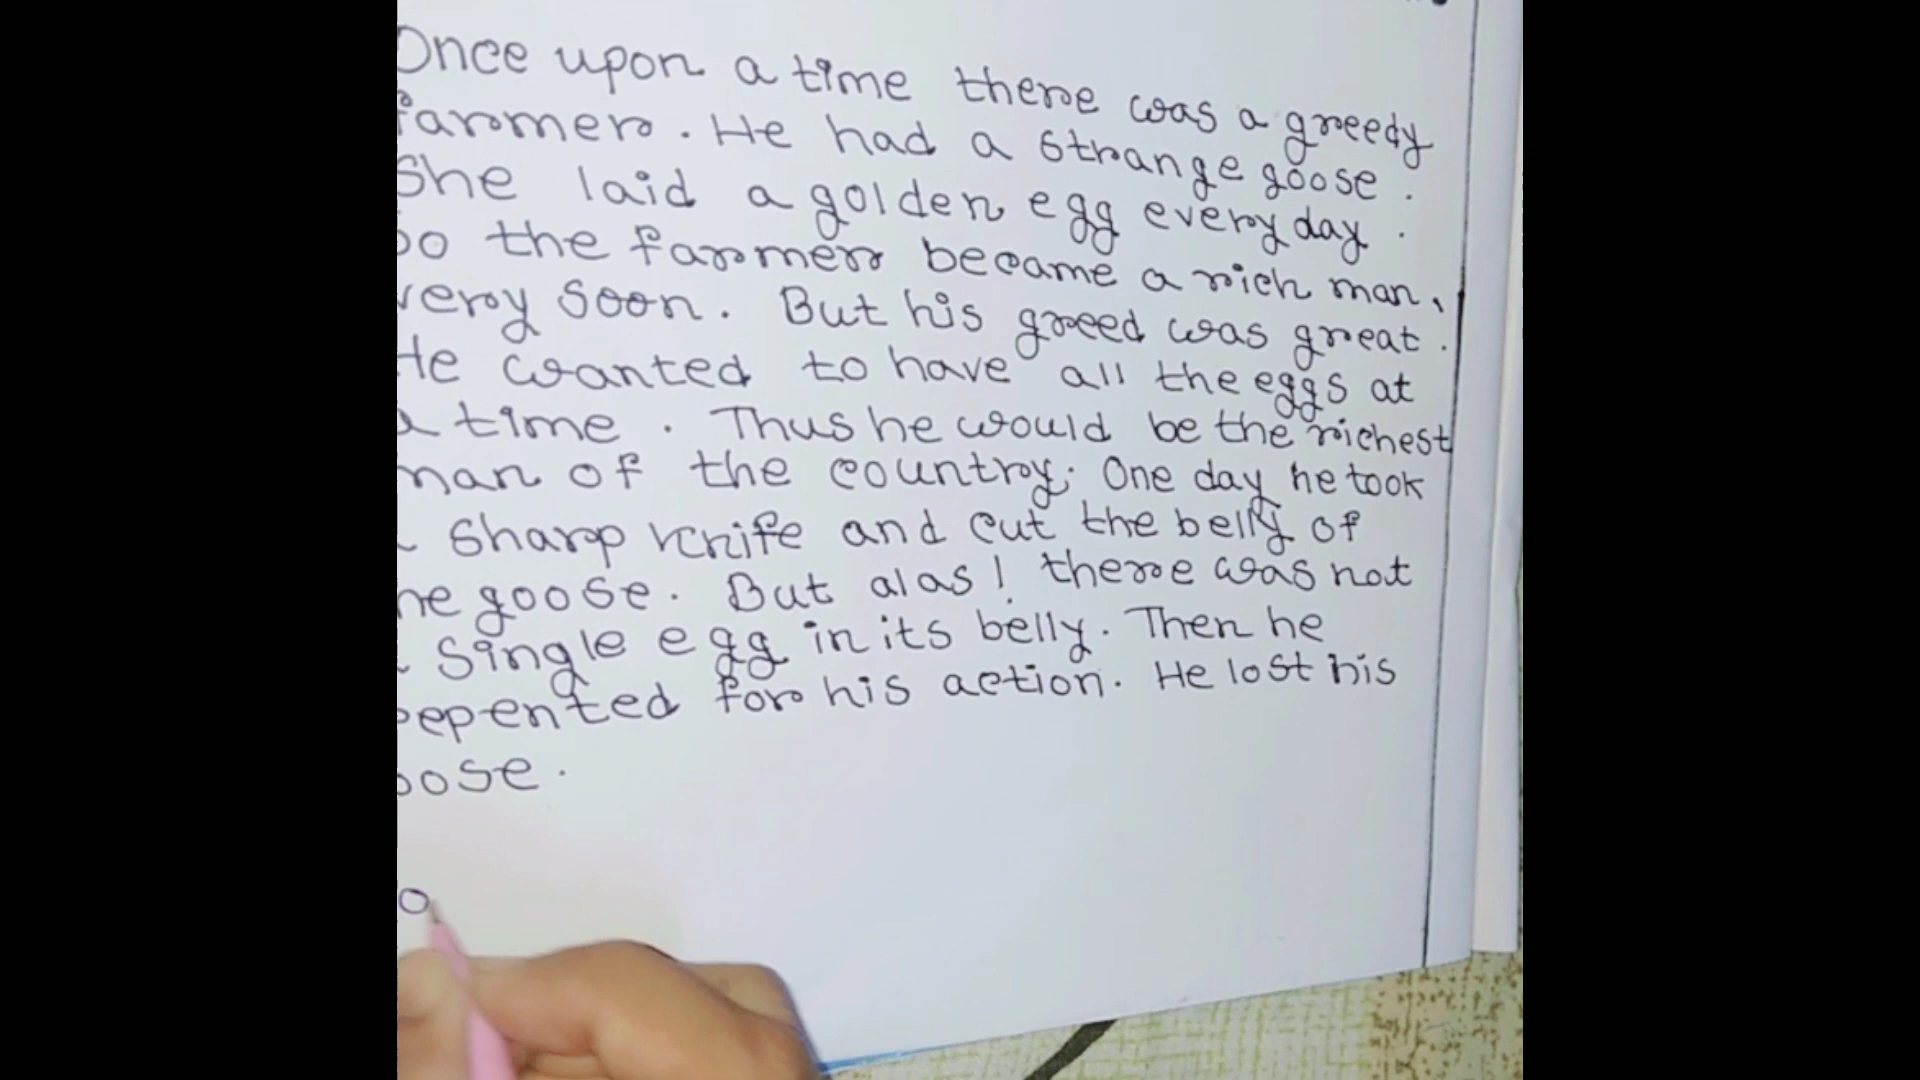 Once upon a time there was a greedy
farmer. He had a strange goose.
She laid a golden egg every day.
So the farmer became a rich man,
very soon. But his greed was great.
He wanted to have all the eggs at
a time. Thus he would be the richest
man of the country. One day he took
a sharp knife and cut the belly of
the goose. But alas! there was not
a single egg in its belly. Then he
repented for his action. He lost his
goose.